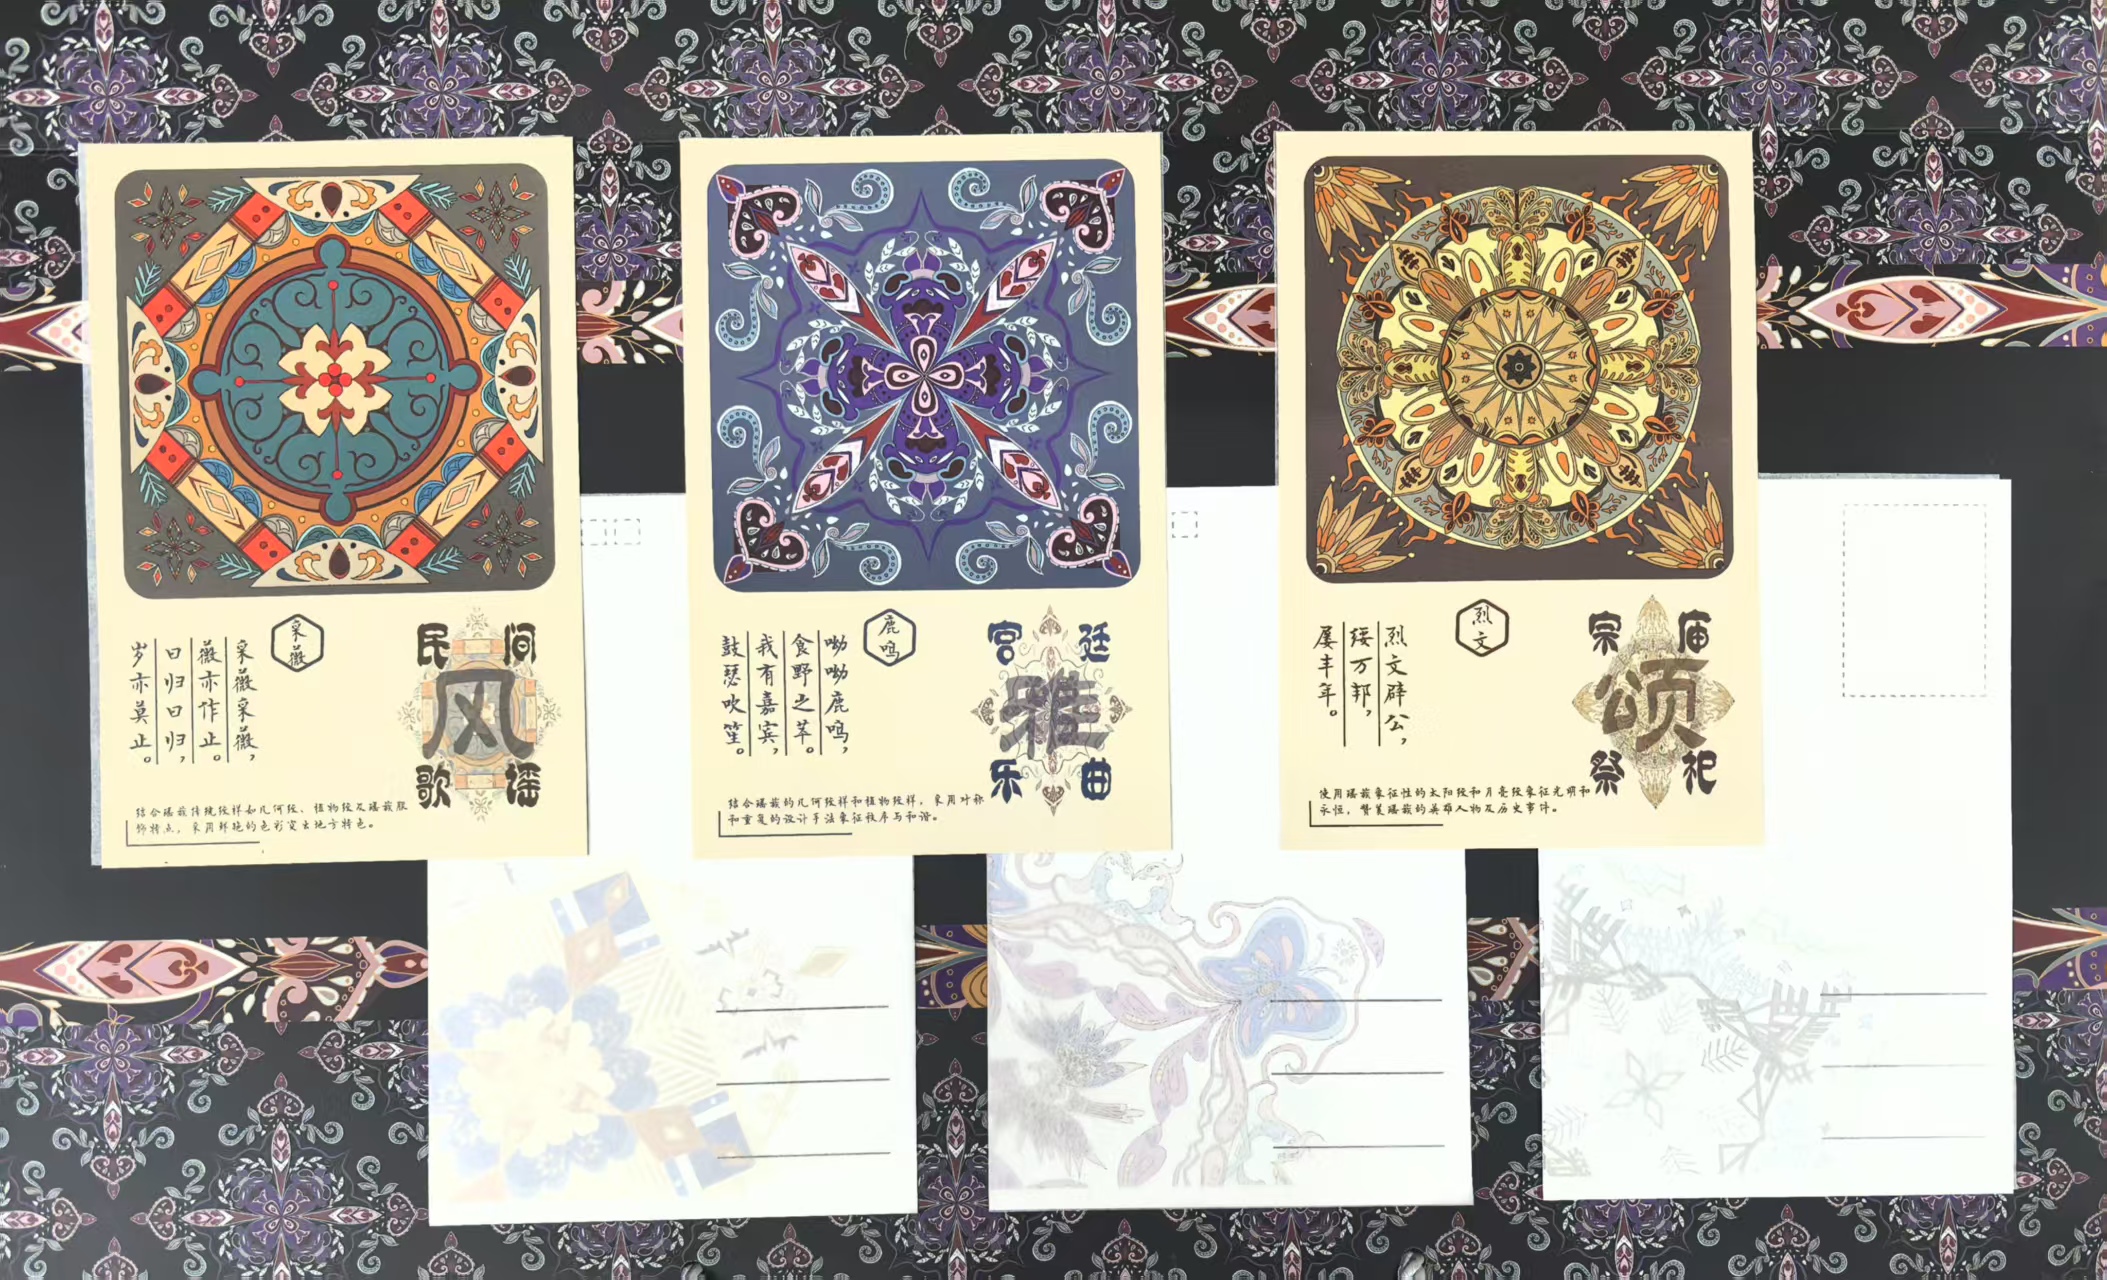 采薇
采薇采薇，
薇亦作止。
曰归曰归，
岁亦莫止。
民间
风
歌谣
结合瑶族传统纹样如几何纹、植物纹及瑶族服
饰特点，采用鲜艳的色彩突出地方特色。
鹿鸣
呦呦鹿鸣，
食野之苹。
我有嘉宾，
鼓瑟吹笙。
宫廷
雅
乐曲
结合瑶族的几何纹样和植物纹样，采用对称
和重复的设计手法象征秩序与和谐。
烈文
烈文辟公，
绥万邦，
屡丰年。
宗庙
颂
祭祀
使用瑶族象征性的太阳纹和月亮纹象征光明和
永恒，赞美瑶族的英雄人物及历史事件。